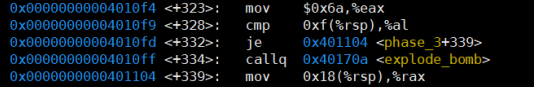 0x00000000004010f4 <+323>: mov $0x6a,%eax
0x00000000004010f9 <+328>: cmp 0xf(%rsp),%al
0x00000000004010fd <+332>: je 0x401104 <phase_3+339>
0x00000000004010ff <+334>: callq 0x40170a <explode_bomb>
0x0000000000401104 <+339>: mov 0x18(%rsp),%rax